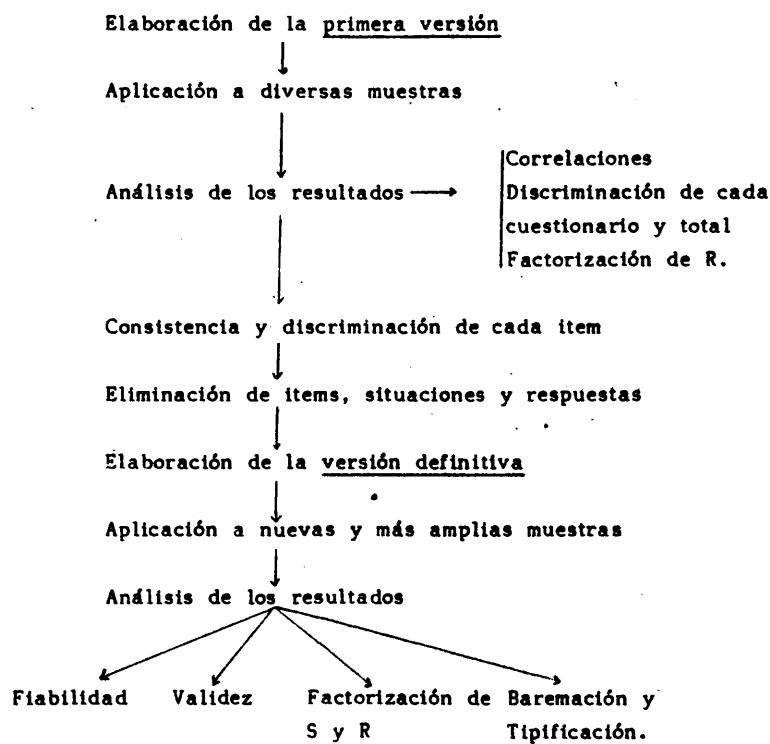 Elaboración de la primera versión
Aplicación a diversas muestras
Análisis de los resultados
Correlaciones
Discriminación de cada
cuestionario y total
Factorización de R.
Consistencia y discriminación de cada item
Eliminación de items, situaciones y respuestas
Elaboración de la versión definitiva
Aplicación a nuevas y más amplias muestras
Análisis de los resultados
Fiabilidad
Validez
Factorización de
S y R
Baremación y
Tipificación.